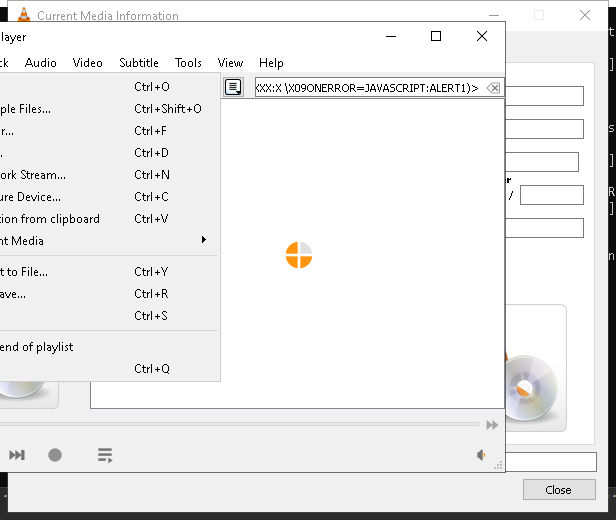 Current Media Information
layer
ck Audio Video Subtitle Tools View Help
Ctrl+O
ple Files... Ctrl+Shift+O
r... Ctrl+F
. Ctrl+D
ork Stream... Ctrl+N
ure Device... Ctrl+C
tion from clipboard Ctrl+V
nt Media
t to File... Ctrl+Y
ave... Ctrl+R
Ctrl+S
end of playlist
Ctrl+Q
XX:X \X09ONERROR=JAVASCRIPT:ALERT1)>
r
/
Close
t
]
s
]
R
]
n